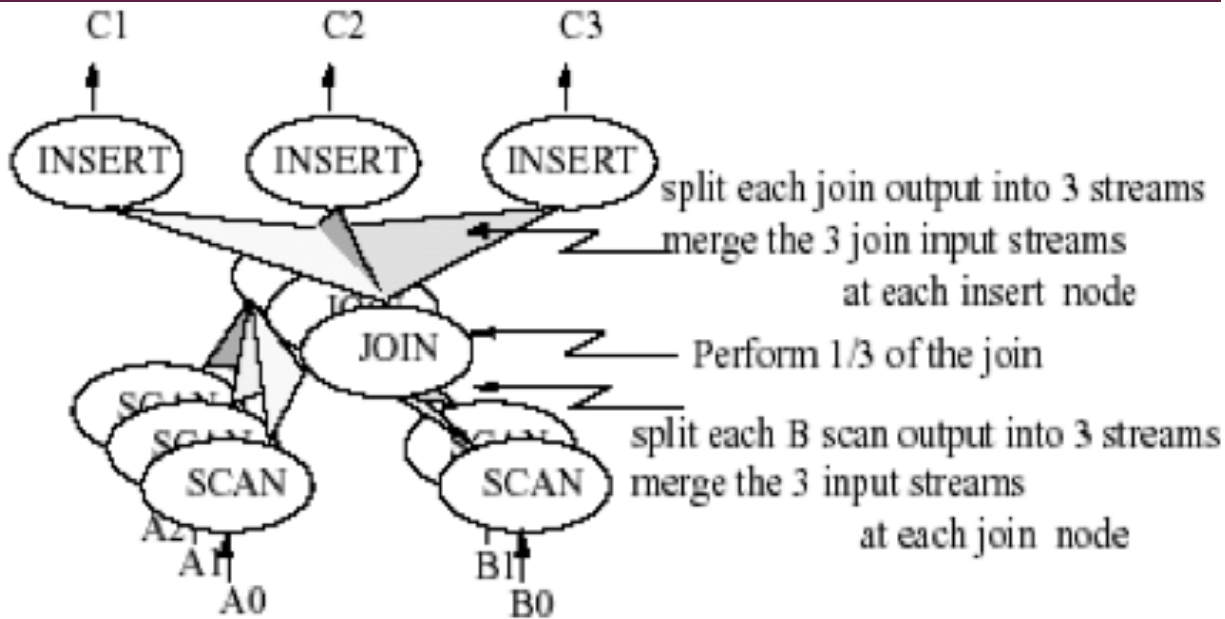 C1
C2
C3
INSERT
INSERT
INSERT
split each join output into 3 streams
merge the 3 join input streams
at each insert node
JOIN
Perform 1/3 of the join
split each B scan output into 3 streams
merge the 3 input streams
at each join node
SCAN
SCAN
A2
A1
A0
B1
B0